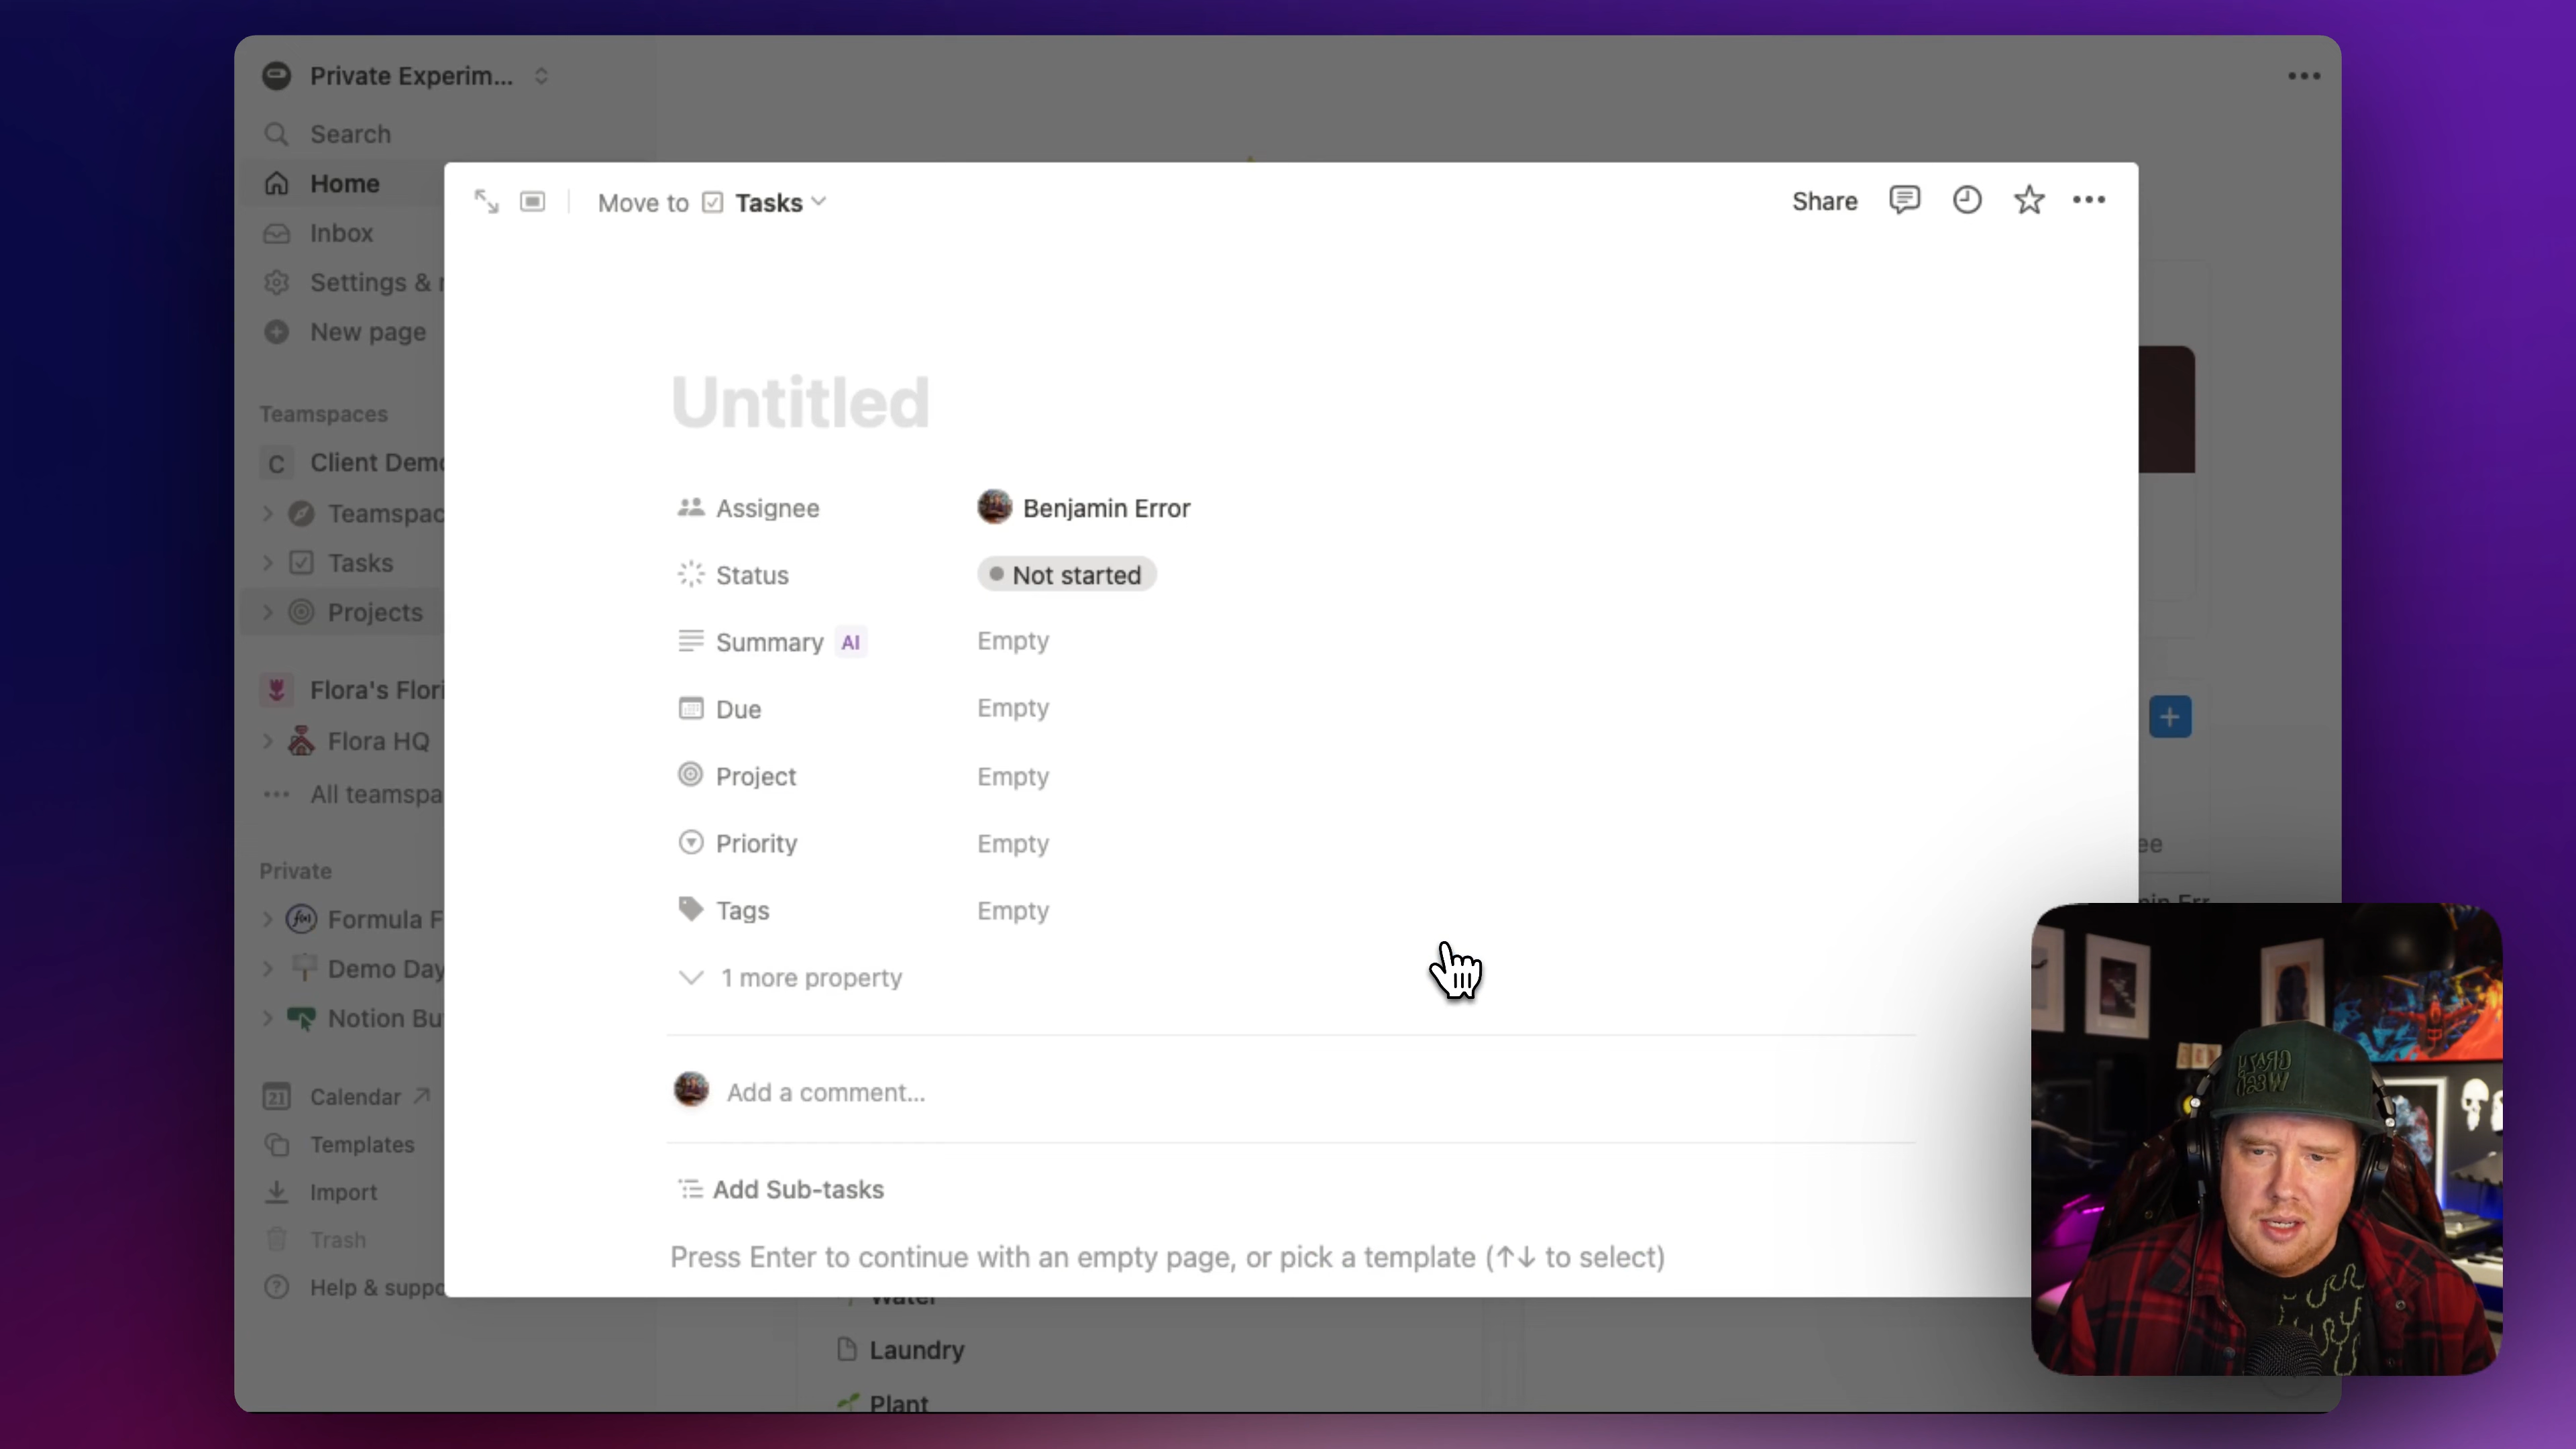 Private Experim...
Search
Home
Inbox
Settings &
New page
Teamspaces
C Client Demo
Teamspac
Tasks
Projects
Flora's Flori
Flora HQ
All teamspa
Private
Formula F
Demo Day
Notion Bu
21 Calendar
Templates
Import
Trash
Help & suppo
Move to Tasks
Share
Untitled
Assignee Benjamin Error
Status Not started
Summary AI Empty
Due Empty
Project Empty
Priority Empty
Tags Empty
1 more property
Add a comment...
Add Sub-tasks
Press Enter to continue with an empty page, or pick a template (↑↓ to select)
Water
Laundry
Plant
ee